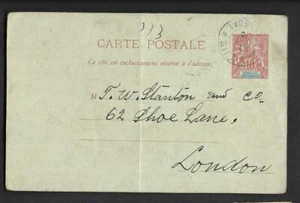 CARTE POSTALE
Ce côté est exclusivement réservé à l'adresse.
M T. W. Stanton and Co.
62 Shoe Lane,
London